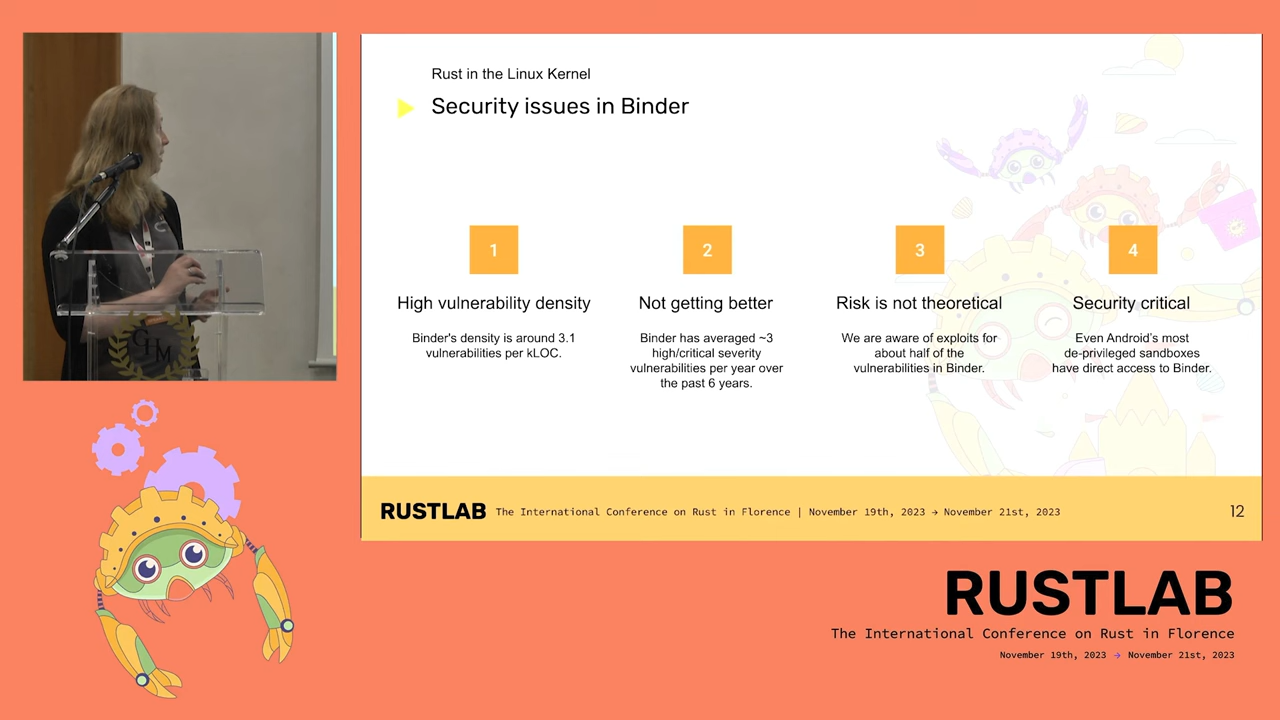 Rust in the Linux Kernel
Security issues in Binder
1
High vulnerability density
Binder's density is around 3.1
vulnerabilities per kLOC.
2
Not getting better
Binder has averaged ~3
high/critical severity
vulnerabilities per year over
the past 6 years.
3
Risk is not theoretical
We are aware of exploits for
about half of the
vulnerabilities in Binder.
4
Security critical
Even Android's most
de-privileged sandboxes
have direct access to Binder.
RUSTLAB The International Conference on Rust in Florence | November 19th, 2023 → November 21st, 2023
12
GHM
RUSTLAB
The International Conference on Rust in Florence
November 19th, 2023 → November 21st, 2023